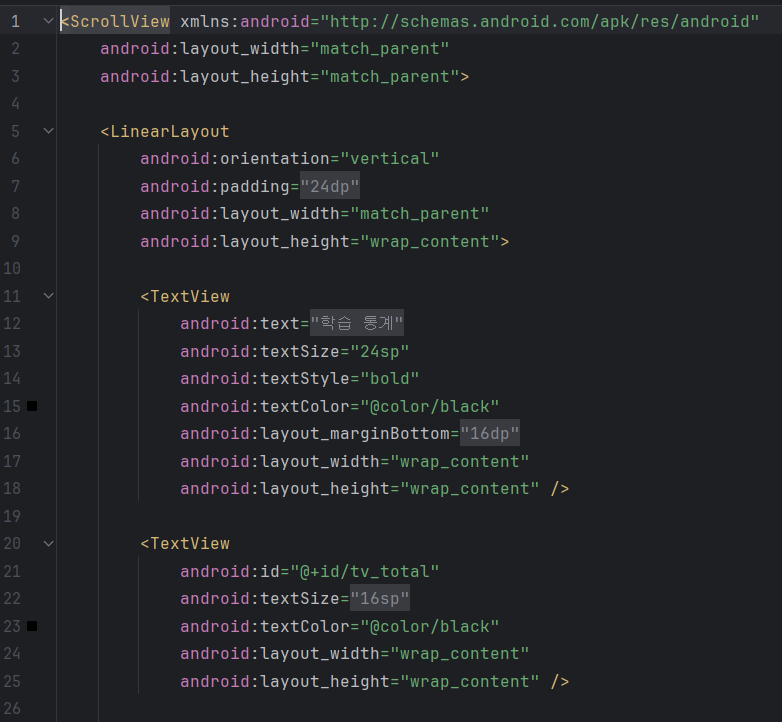 1 <ScrollView xmlns:android="http://schemas.android.com/apk/res/android"
2 android:layout_width="match_parent"
3 android:layout_height="match_parent">
4
5 <LinearLayout
6 android:orientation="vertical"
7 android:padding="24dp"
8 android:layout_width="match_parent"
9 android:layout_height="wrap_content">
10
11 <TextView
12 android:text="학습 통계"
13 android:textSize="24sp"
14 android:textStyle="bold"
15 android:textColor="@color/black"
16 android:layout_marginBottom="16dp"
17 android:layout_width="wrap_content"
18 android:layout_height="wrap_content" />
19
20 <TextView
21 android:id="@+id/tv_total"
22 android:textSize="16sp"
23 android:textColor="@color/black"
24 android:layout_width="wrap_content"
25 android:layout_height="wrap_content" />
26